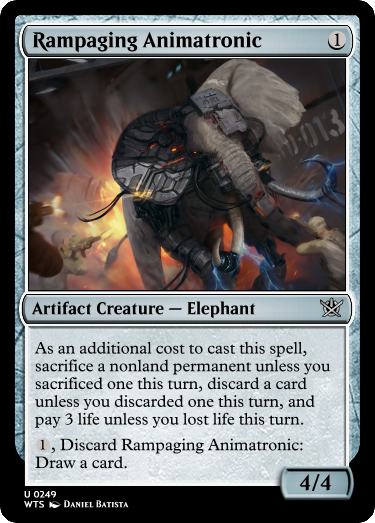 Rampaging Animatronic 1
Artifact Creature — Elephant
As an additional cost to cast this spell,
sacrifice a nonland permanent unless you
sacrificed one this turn, discard a card
unless you discarded one this turn, and
pay 3 life unless you lost life this turn.
1, Discard Rampaging Animatronic:
Draw a card.
4/4
U 0249
WTS Daniel Batista